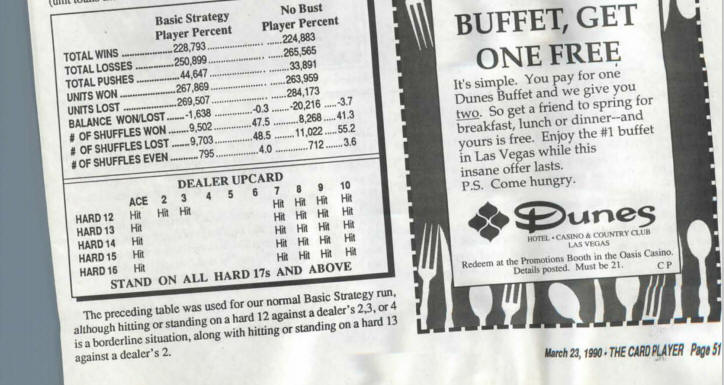 Basic Strategy No Bust
Player Percent Player Percent
TOTAL WINS ....................228,793.................. .....224,883
TOTAL LOSSES .................250,899.................. .....265,565
TOTAL PUSHES .................44,647.................. .....33,891
UNITS WON ....................267,869.................. .....263,959
UNITS LOST ....................269,507.................. .....284,173
BALANCE WON/LOST .......-1,638 ..............-0.3 ..-20,216 .....-3.7
# OF SHUFFLES WON .........9,502 .............. 47.5 .....8,268 ....41.3
# OF SHUFFLES LOST ........9,703 .............. 48.5 ....11,022 ....55.2
# OF SHUFFLES EVEN ..........795 ................ 4.0 .......712 ....3.6
DEALER UPCARD
ACE 2 3 4 5 6 7 8 9 10
HARD 12 Hit Hit Hit Hit Hit Hit Hit
HARD 13 Hit Hit Hit Hit Hit
HARD 14 Hit Hit Hit Hit Hit
HARD 15 Hit Hit Hit Hit Hit
HARD 16 Hit Hit Hit Hit Hit
STAND ON ALL HARD 17s AND ABOVE
The preceding table was used for our normal Basic Strategy run,
although hitting or standing on a hard 12 against a dealer's 2,3, or 4
is a borderline situation, along with hitting or standing on a hard 13
against a dealer's 2.
BUFFET, GET
ONE FREE
It's simple. You pay for one
Dunes Buffet and we give you
two. So get a friend to spring for
breakfast, lunch or dinner--and
yours is free. Enjoy the #1 buffet
in Las Vegas while this
insane offer lasts.
P.S. Come hungry.
Dunes
HOTEL • CASINO & COUNTRY CLUB
LAS VEGAS
Redeem at the Promotions Booth in the Oasis Casino.
Details posted. Must be 21. C P
March 23, 1990 • THE CARD PLAYER Page 51